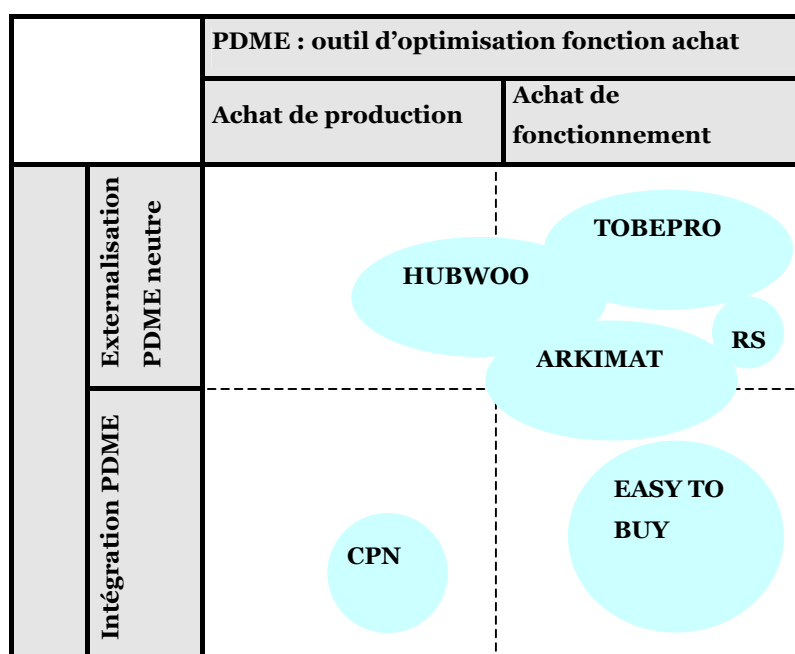 PDME : outil d’optimisation fonction achat
Achat de production
Achat de
fonctionnement
Externalisation
PDME neutre
TOBEPRO
HUBWOO
RS
ARKIMAT
Intégration PDME
EASY TO
BUY
CPN